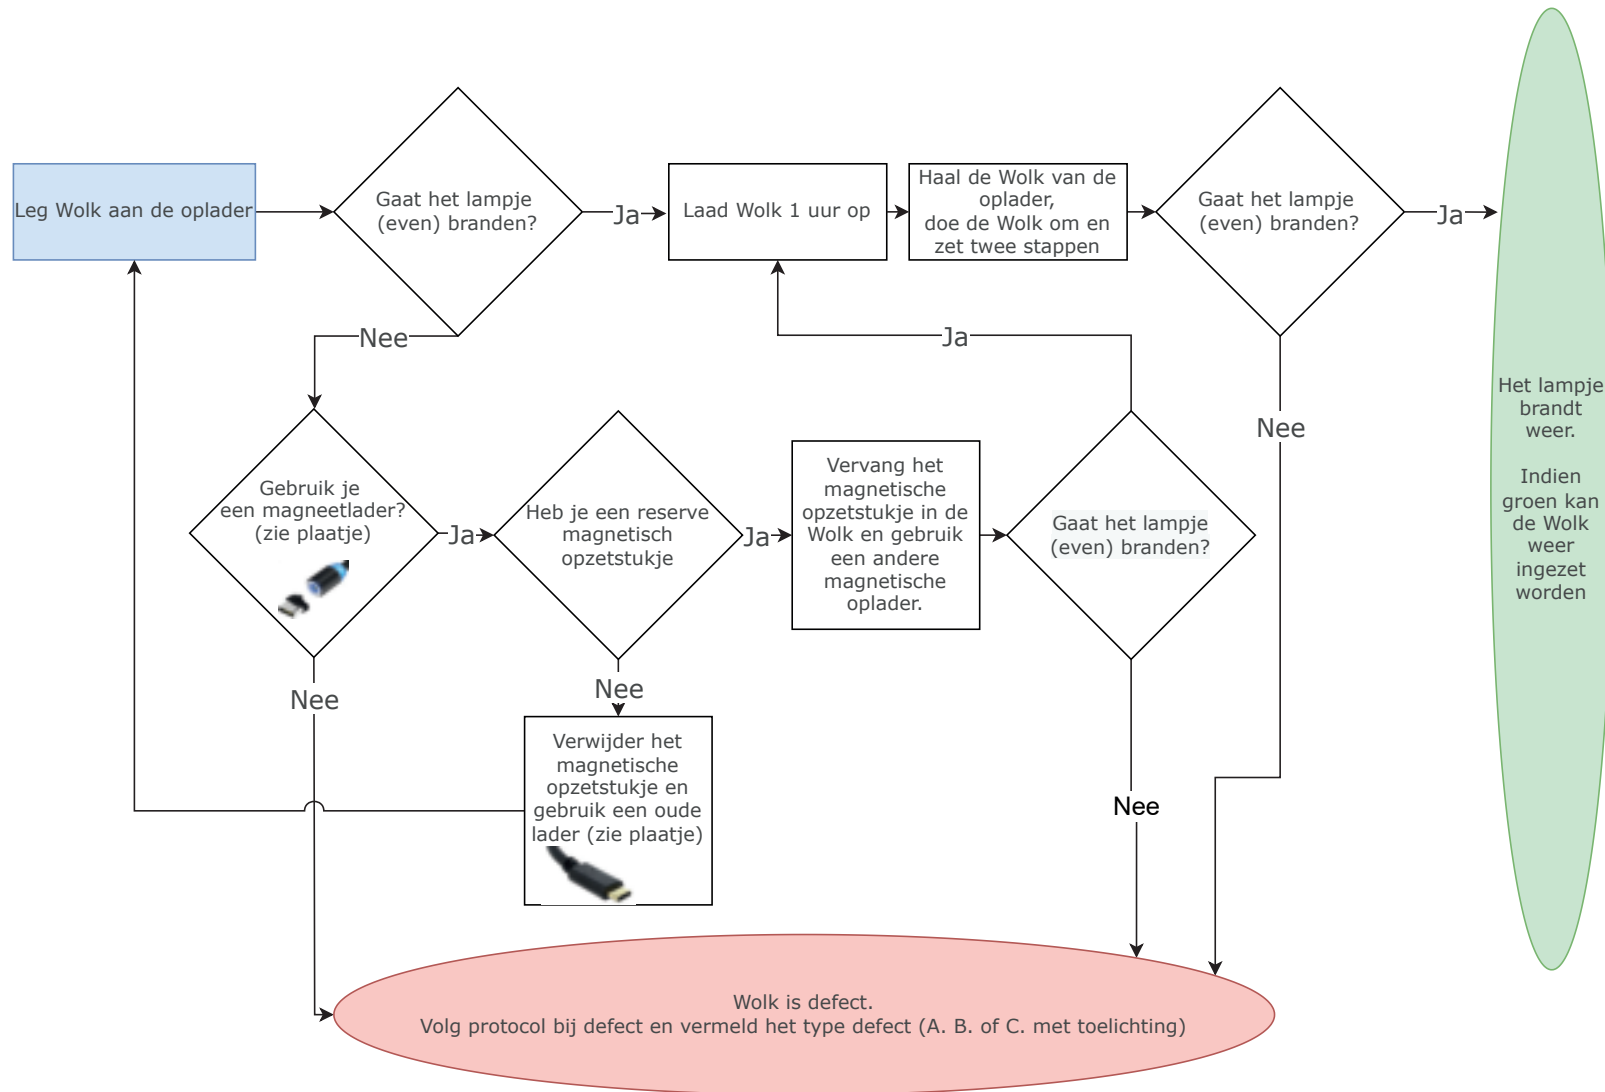 Leg Wolk aan de oplader
Gaat het lampje
(even) branden?
Ja
Laad Wolk 1 uur op
Haal de Wolk van de
oplader,
doe de Wolk om en
zet twee stappen
Gaat het lampje
(even) branden?
Ja
Nee
Ja
Nee
Gebruik je
een magneetlader?
(zie plaatje)
Ja
Heb je een reserve
magnetisch
opzetstukje
Ja
Vervang het
magnetische
opzetstukje in de
Wolk en gebruik
een andere
magnetische
oplader.
Gaat het lampje
(even) branden?
Het lampje
brandt
weer.
Indien
groen kan
de Wolk
weer
ingezet
worden
Nee
Nee
Verwijder het
magnetische
opzetstukje en
gebruik een oude
lader (zie plaatje)
Nee
Wolk is defect.
Volg protocol bij defect en vermeld het type defect (A. B. of C. met toelichting)